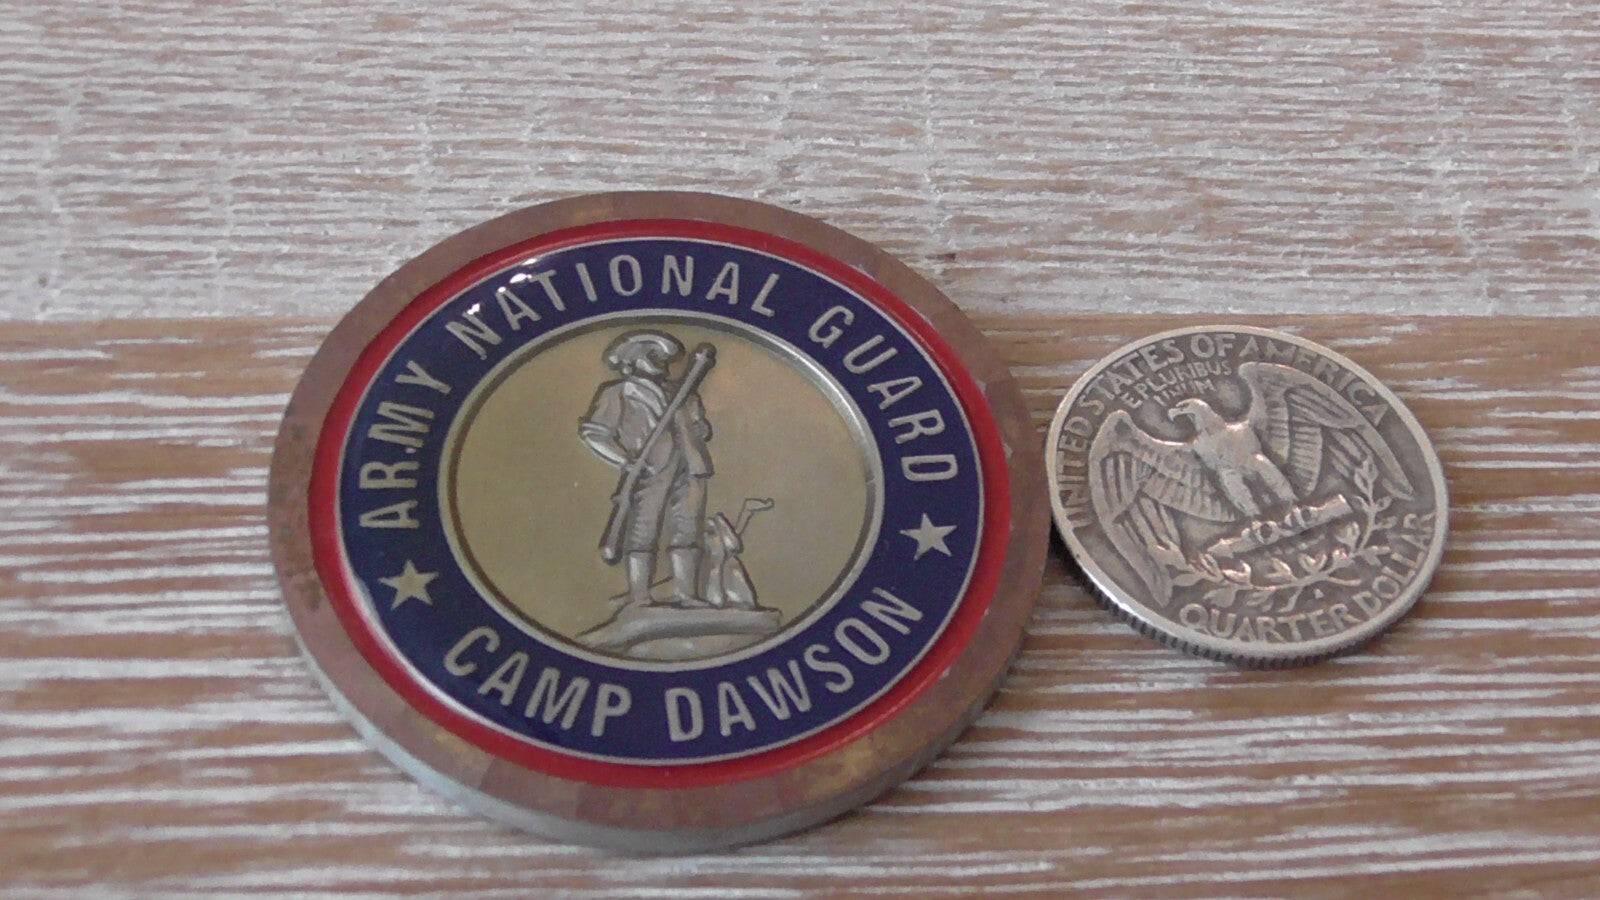 ARMY NATIONAL GUARD
CAMP DAWSON
UNITED STATES OF AMERICA
E PLURIBUS
UNUM
QUARTER DOLLAR